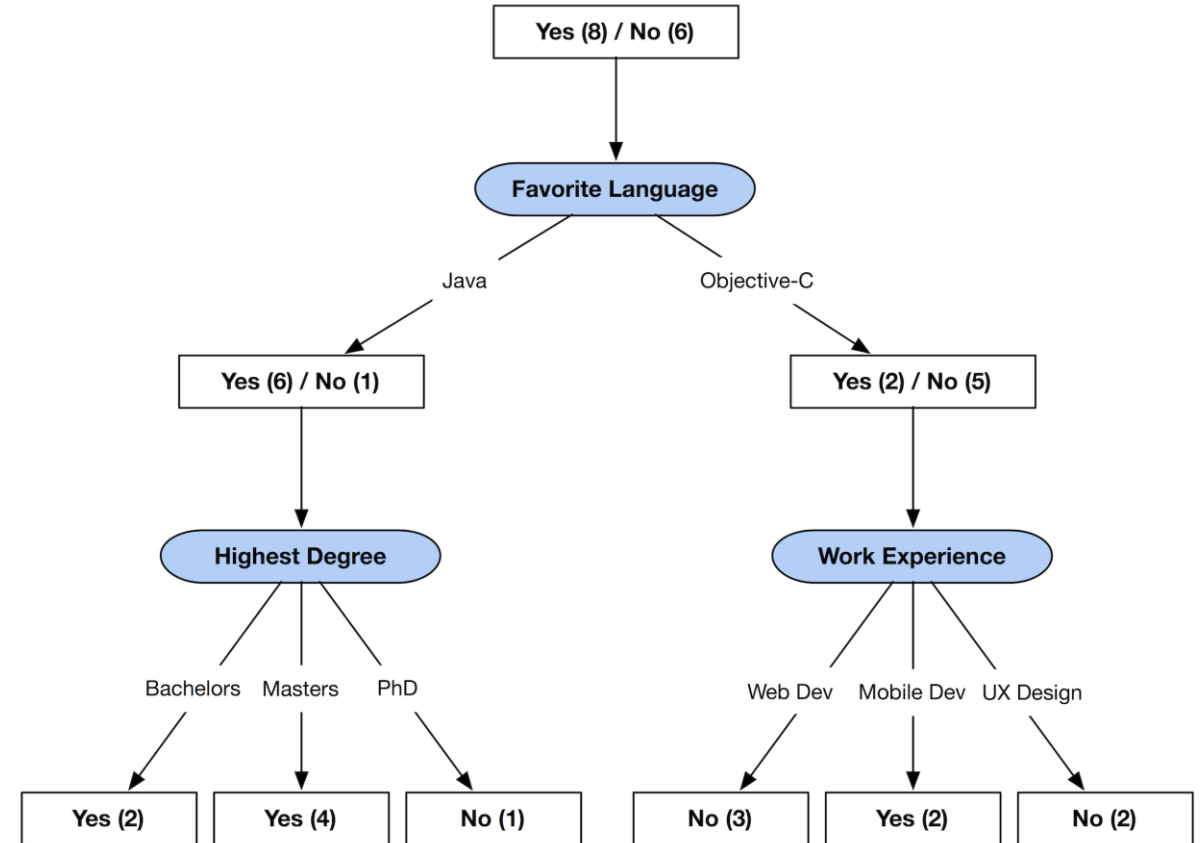 Yes (8) / No (6)
Favorite Language
Java
Objective-C
Yes (6) / No (1)
Yes (2) / No (5)
Highest Degree
Work Experience
Bachelors
Masters
PhD
Web Dev
Mobile Dev
UX Design
Yes (2)
Yes (4)
No (1)
No (3)
Yes (2)
No (2)